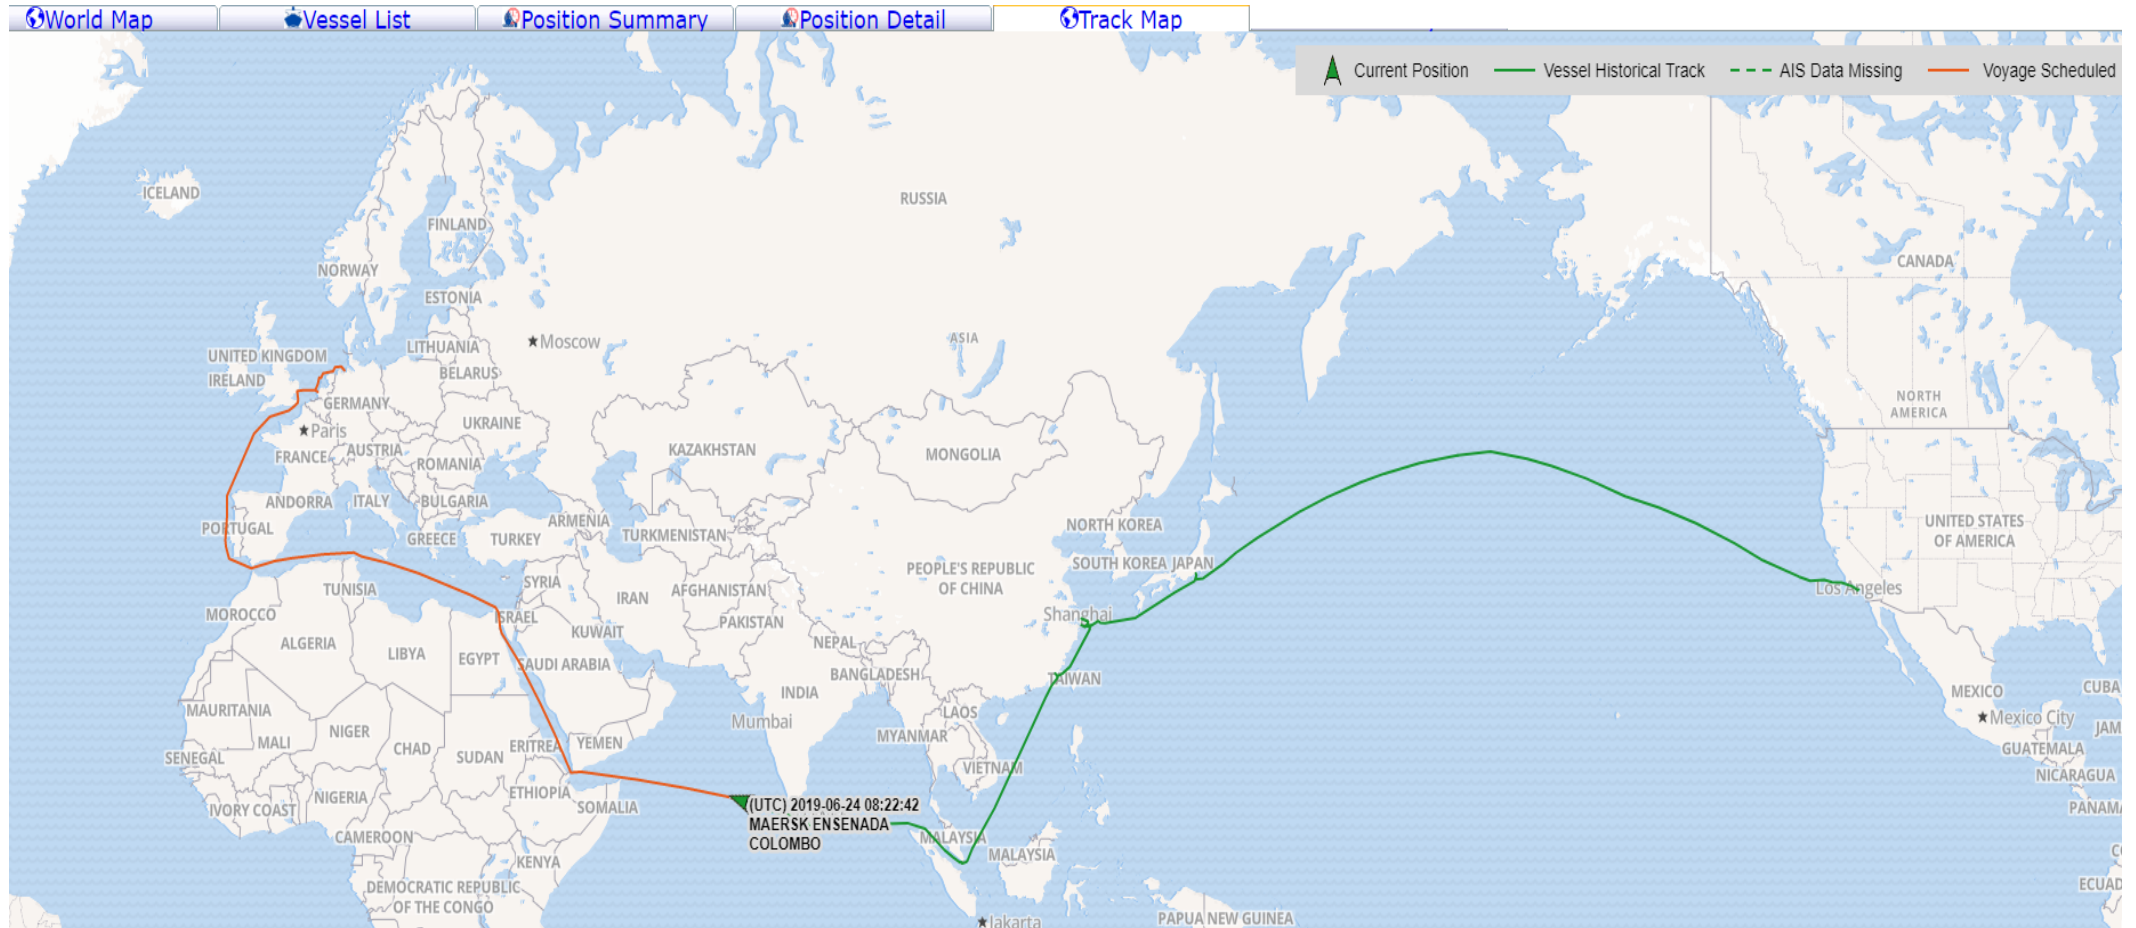 World Map
Vessel List
Position Summary
Position Detail
Track Map
Current Position
Vessel Historical Track
AIS Data Missing
Voyage Scheduled
ICELAND
RUSSIA
FINLAND
NORWAY
CANADA
ESTONIA
Moscow
ASIA
LITHUANIA
UNITED KINGDOM
BELARUS
IRELAND
GERMANY
NORTH
AMERICA
UKRAINE
Paris
AUSTRIA
FRANCE
ROMANIA
KAZAKHSTAN
MONGOLIA
ANDORRA
ITALY
BULGARIA
PORTUGAL
GREECE
TURKEY
ARMENIA
TURKMENISTAN
NORTH KOREA
UNITED STATES
OF AMERICA
SOUTH KOREA
JAPAN
PEOPLE'S REPUBLIC
OF CHINA
TUNISIA
SYRIA
IRAN
AFGHANISTAN
Los Angeles
MOROCCO
ISRAEL
Shanghai
ALGERIA
LIBYA
EGYPT
KUWAIT
PAKISTAN
NEPAL
SAUDI ARABIA
BANGLADESH
TAIWAN
INDIA
MEXICO
CUBA
MAURITANIA
Mumbai
LAOS
Mexico City
JAM
NIGER
MALI
CHAD
SUDAN
ERITREA
YEMEN
MYANMAR
GUATEMALA
SENEGAL
VIETNAM
NICARAGUA
NIGERIA
ETHIOPIA
IVORY COAST
SOMALIA
(UTC) 2019-06-24 08:22:42
MAERSK ENSENADA
COLOMBO
PANAM
CAMEROON
MALAYSIA
MALAYSIA
KENYA
DEMOCRATIC REPUBLIC
OF THE CONGO
ECUAD
Jakarta
PAPUA NEW GUINEA